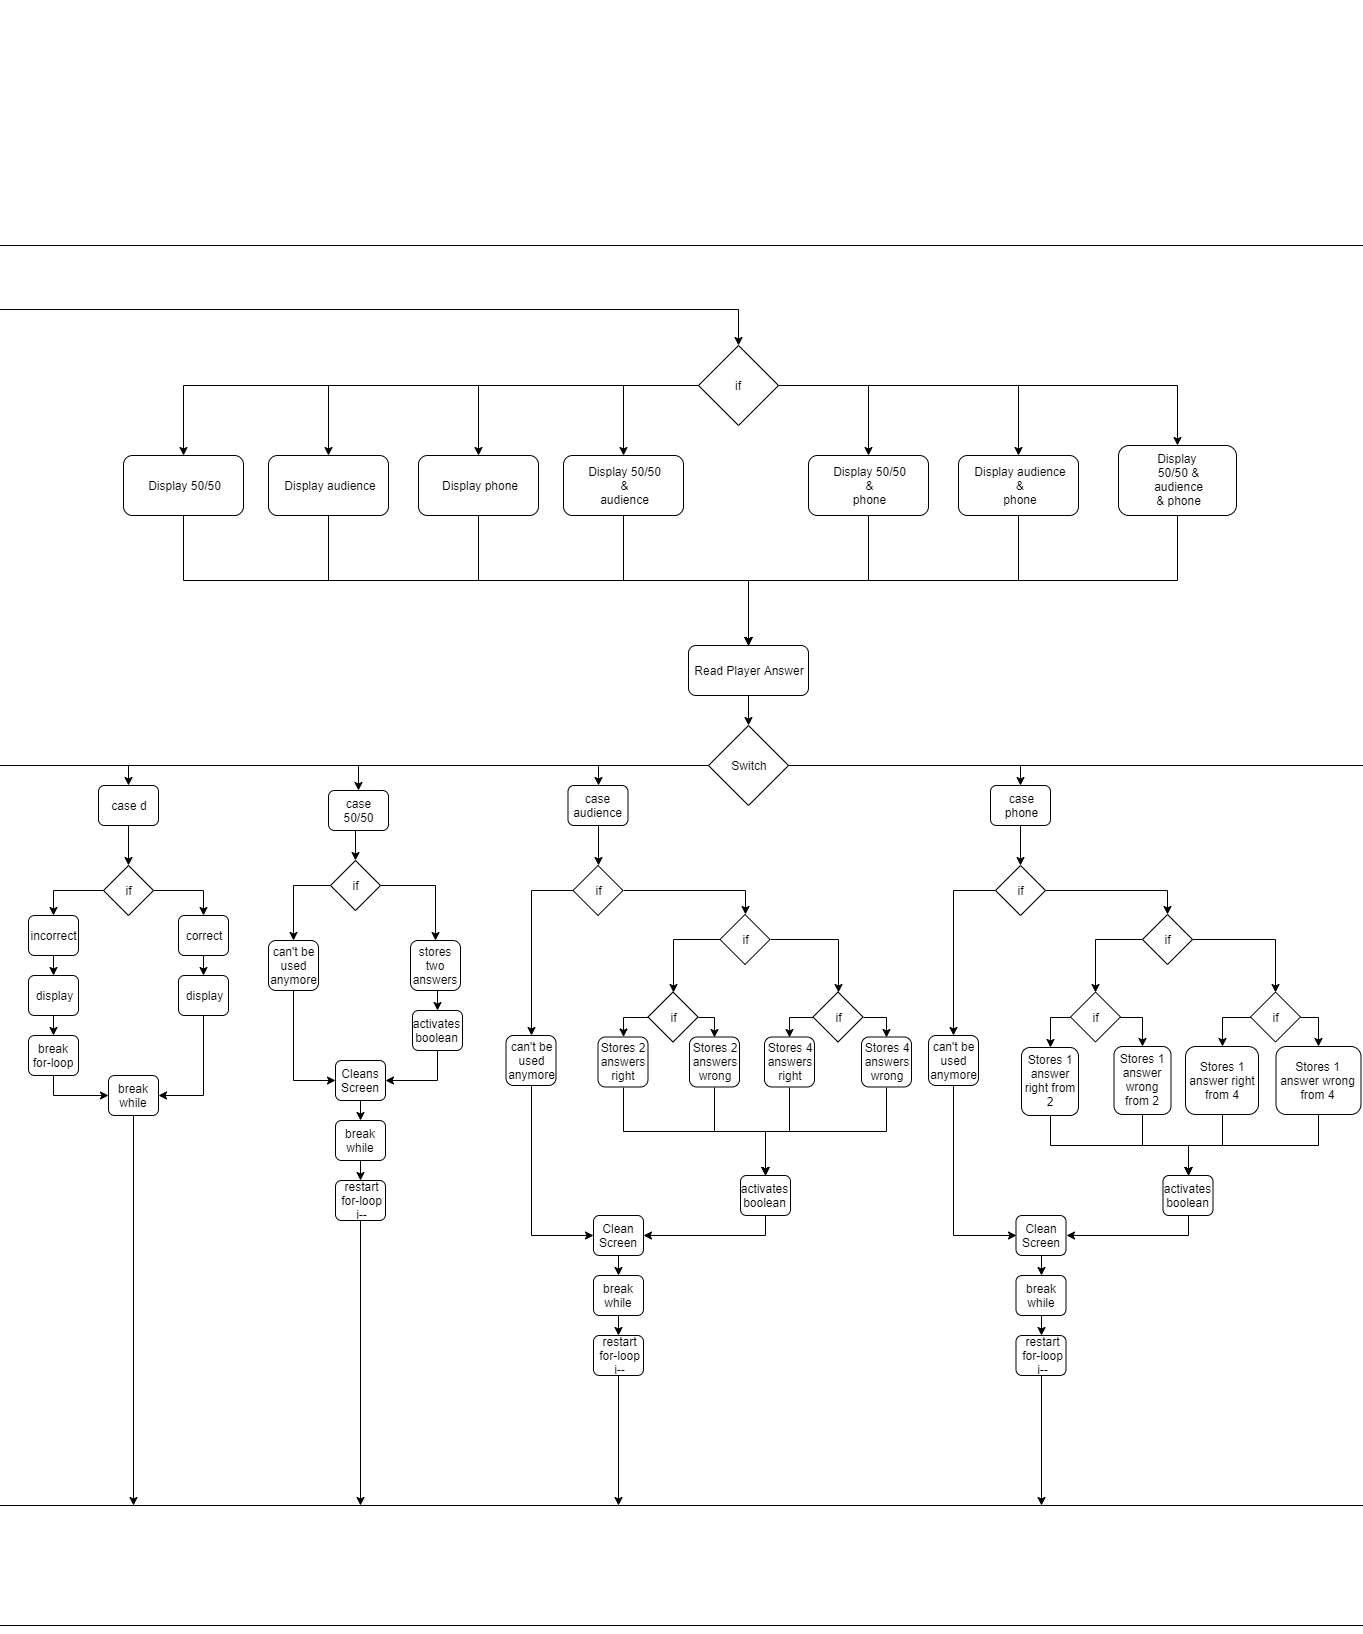 if
Display 50/50
Display audience
Display phone
Display 50/50
&
audience
Display 50/50
&
phone
Display audience
&
phone
Display
50/50 &
audience
& phone
Read Player Answer
Switch
case d
if
incorrect
correct
display
display
break
for-loop
break
while
case
50/50
if
can't be
used
anymore
stores
two
answers
activates
boolean
Cleans
Screen
break
while
restart
for-loop
i--
case
audience
if
if
if
if
can't be
used
anymore
Stores 2
answers
right
Stores 2
answers
wrong
Stores 4
answers
right
Stores 4
answers
wrong
activates
boolean
Clean
Screen
break
while
restart
for-loop
i--
case
phone
if
if
if
if
can't be
used
anymore
Stores 1
answer
right from
2
Stores 1
answer
wrong
from 2
Stores 1
answer right
from 4
Stores 1
answer wrong
from 4
activates
boolean
Clean
Screen
break
while
restart
for-loop
i--